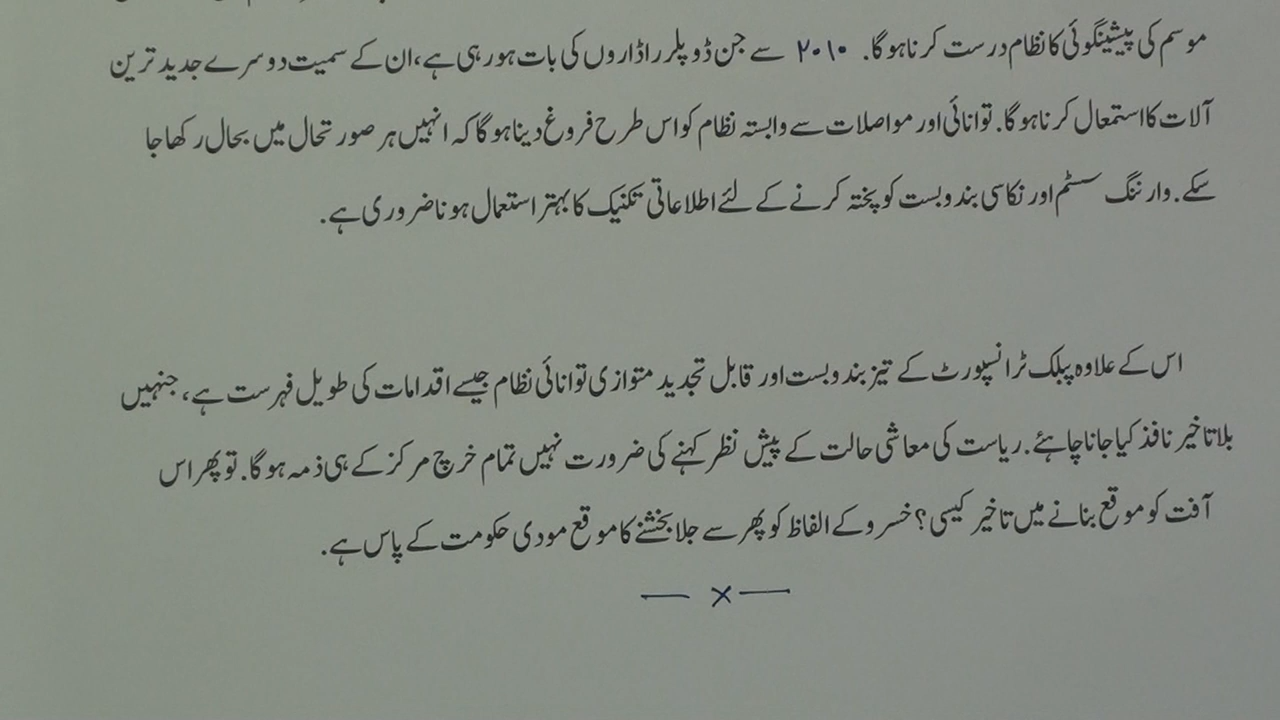 موسم کی پیشینگوئی کا نظام درست کرنا ہوگا. ۲۰۱۰ سے جن ڈوپلر راڈاروں کی بات ہورہی ہے،ان کے سمیت دوسرے جدید ترین
آلات کا استمعال کرنا ہوگا. توانائی اور مواصلات سے وابستہ نظام کو اس طرح فروغ دینا ہوگا کہ انہیں ہر صورتحال میں بحال رکھا جا
سکے. وارننگ سسٹم اور نکاسی بندوبست کو پختہ کرنے کے لئے اطلاعاتی تکنیک کا بہتر استعمال ہونا ضروری ہے.
اس کے علاوہ پبلک ٹرانسپورٹ کے تیز بندوبست اور قابل تجدید متوازی توانائی نظام جیسے اقدامات کی طویل فہرست ہے، جنہیں
بلا تاخیر نافذ کیا جانا چاہئے. ریاست کی معاشی حالت کے پیش نظر کہنے کی ضرورت نہیں تمام خرچ مرکز کے ہی ذمہ ہوگا. تو پھر اس
آفت کو موقع بنانے میں تاخیر کیسی؟ خسرو کے الفاظ کو پھر سے جلا بخشنے کا موقع مودی حکومت کے پاس ہے.
— x —